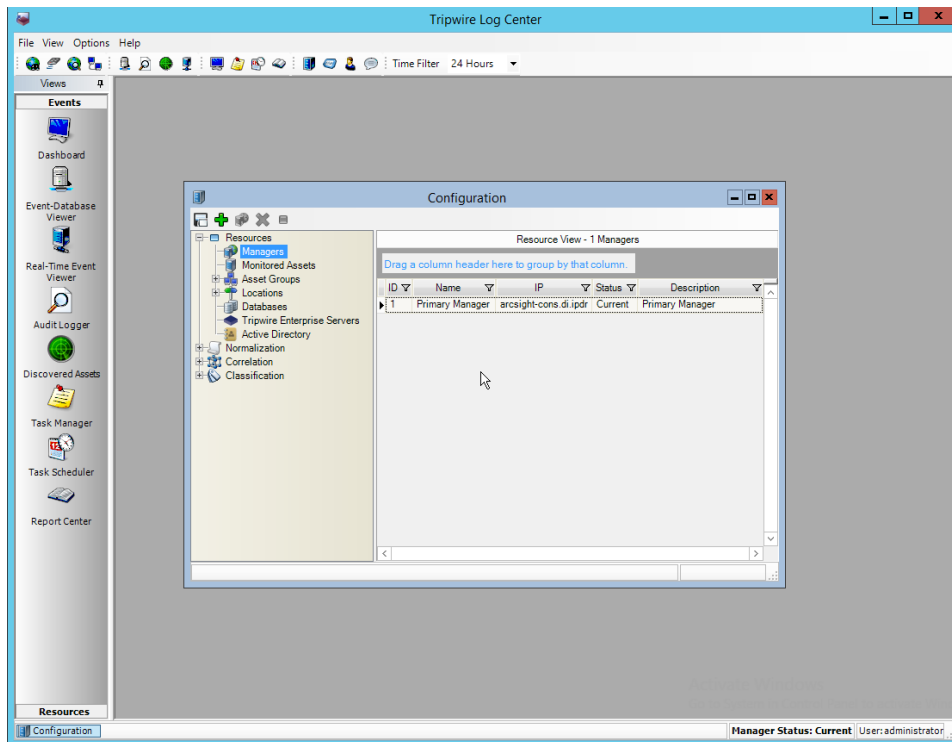 Tripwire Log Center
File View Options Help
Time Filter 24 Hours
Views
Events
Dashboard
Event-Database
Viewer
Real-Time Event
Viewer
Audit Logger
Discovered Assets
Task Manager
Task Scheduler
Report Center
Resources
Configuration
Resources
Managers
Monitored Assets
Asset Groups
Locations
Databases
Tripwire Enterprise Servers
Active Directory
Normalization
Correlation
Classification
Resource View - 1 Managers
Drag a column header here to group by that column.
ID Name IP Status Description
1 Primary Manager arcsight-cons.di.ipdr Current Primary Manager
Configuration
Manager Status: Current User: administrator